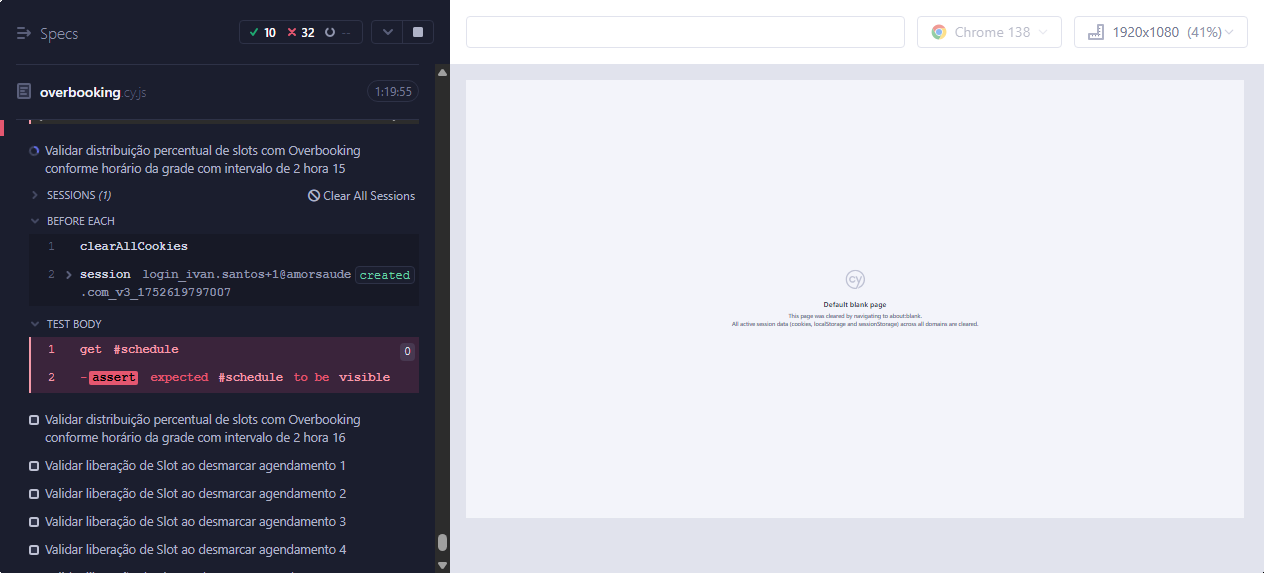 Specs
10 32 --
Chrome 138
1920x1080 (41%)
overbooking.cy.js
1:19:55
Validar distribuição percentual de slots com Overbooking
conforme horário da grade com intervalo de 2 hora 15
SESSIONS (1)
Clear All Sessions
BEFORE EACH
1 clearAllCookies
2 session login_ivan.santos+1@amorsaude created
.com_v3_1752619797007
TEST BODY
1 get #schedule 0
2 -assert expected #schedule to be visible
Validar distribuição percentual de slots com Overbooking
conforme horário da grade com intervalo de 2 hora 16
Validar liberação de Slot ao desmarcar agendamento 1
Validar liberação de Slot ao desmarcar agendamento 2
Validar liberação de Slot ao desmarcar agendamento 3
Validar liberação de Slot ao desmarcar agendamento 4
cy
Default blank page
This page was cleared by navigating to about:blank.
All active session data (cookies, localStorage and sessionStorage) across all domains are cleared.